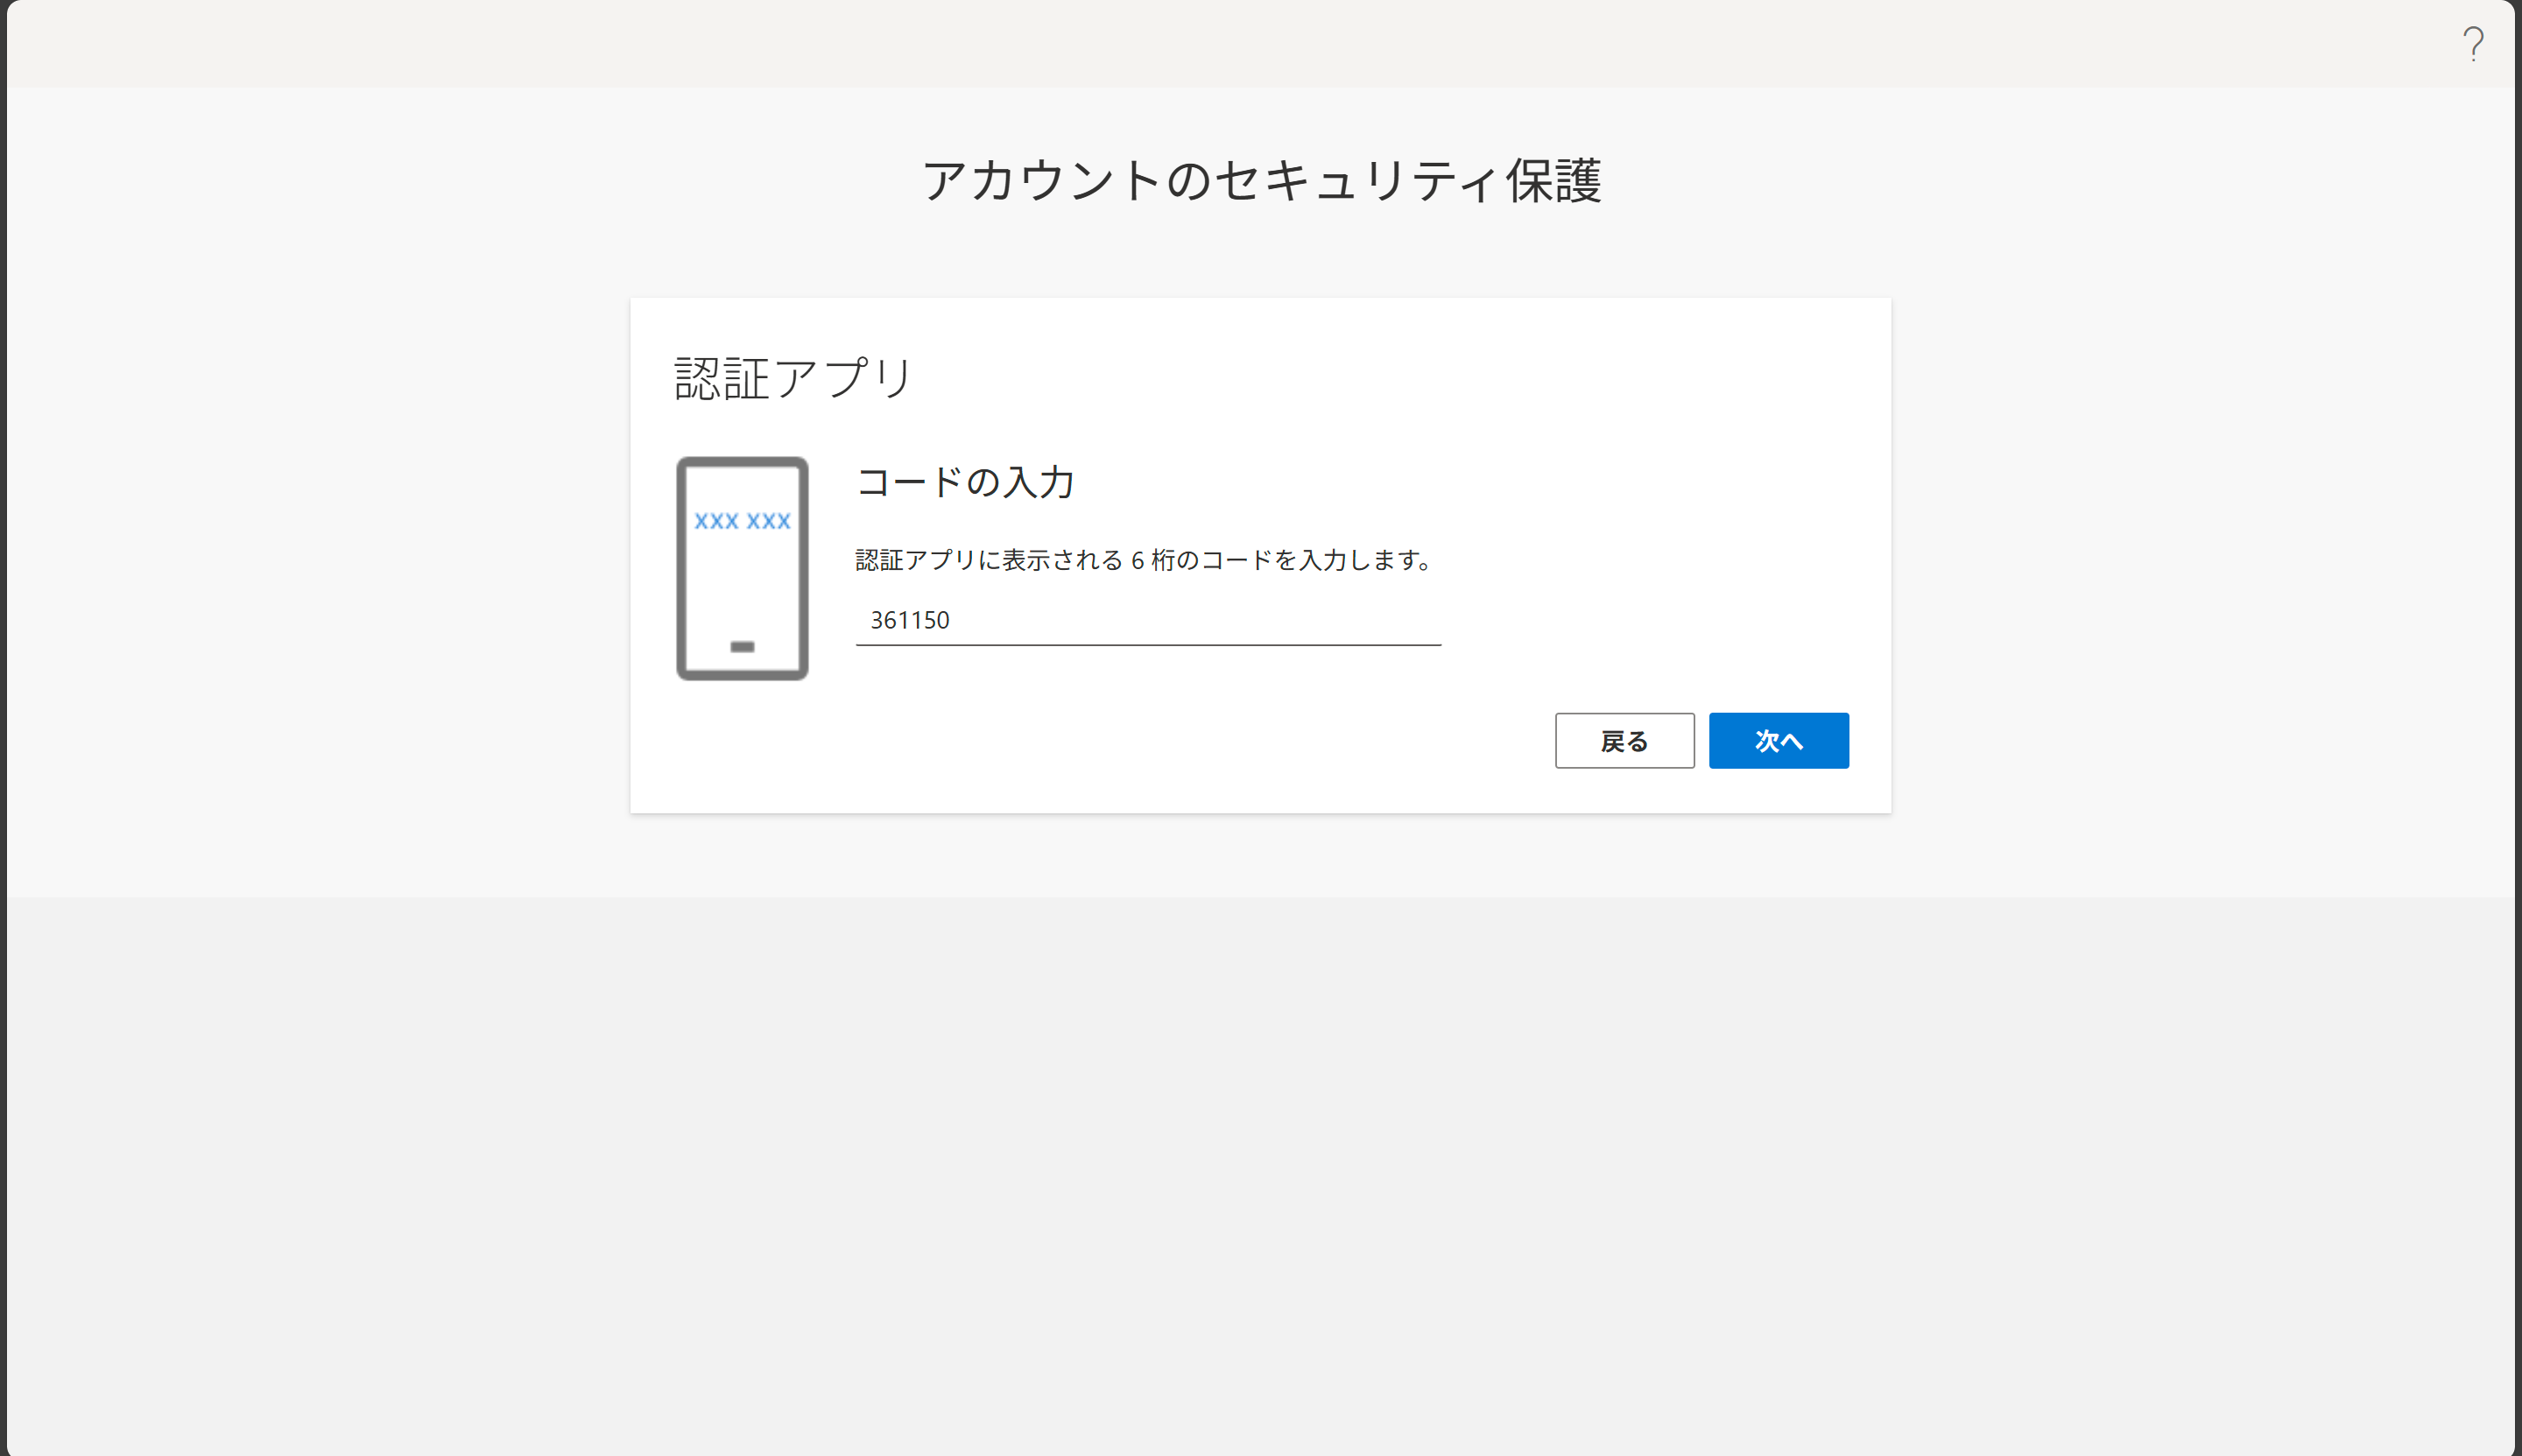 ?
アカウントのセキュリティ保護
認証アプリ
xxx xxx
コードの入力
認証アプリに表示される 6 桁のコードを入力します。
361150
戻る
次へ